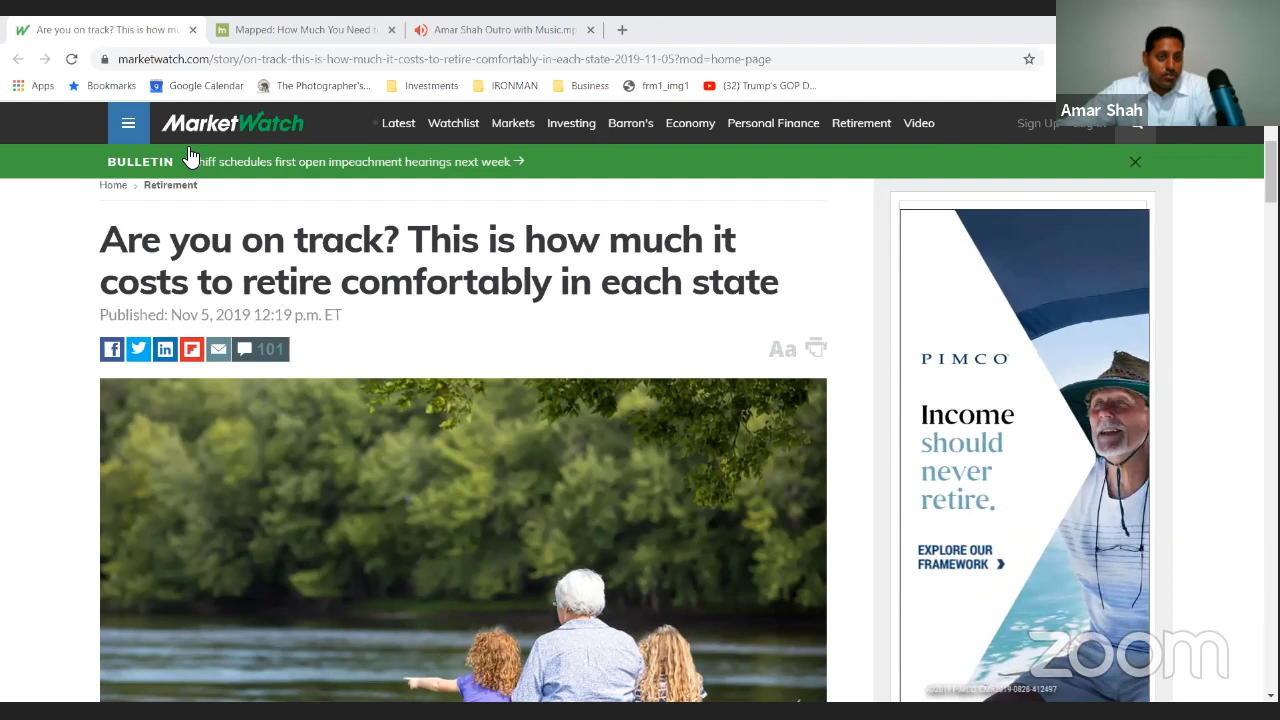 Are you on track? This is how mu
Mapped: How Much You Need t
Amar Shah Outro with Music.mp
marketwatch.com/story/on-track-this-is-how-much-it-costs-to-retire-comfortably-in-each-state-2019-11-05?mod=home-page
Apps Bookmarks Google Calendar The Photographer's... Investments IRONMAN Business frm1_img1 (32) Trump's GOP D...
Amar Shah
MarketWatch Latest Watchlist Markets Investing Barron's Economy Personal Finance Retirement Video Sign Up
BULLETIN schedules first open impeachment hearings next week →
Home > Retirement
Are you on track? This is how much it
costs to retire comfortably in each state
Published: Nov 5, 2019 12:19 p.m. ET
101
Aa
PIMCO
Income
should
never
retire.
EXPLORE OUR
FRAMEWORK
zoom